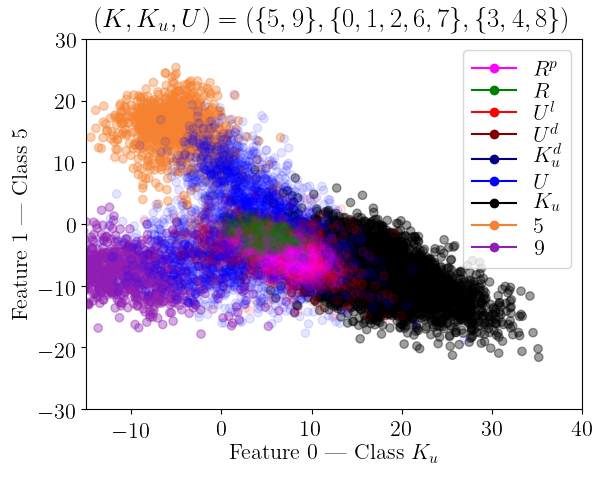 (K, K_u, U) = ({5, 9}, {0, 1, 2, 6, 7}, {3, 4, 8})
30
20
10
0
−10
−20
−30
Feature 1 — Class 5
R^p
R
U^l
U^d
K_u^d
U
K_u
5
9
−10
0
10
20
30
40
Feature 0 — Class K_u